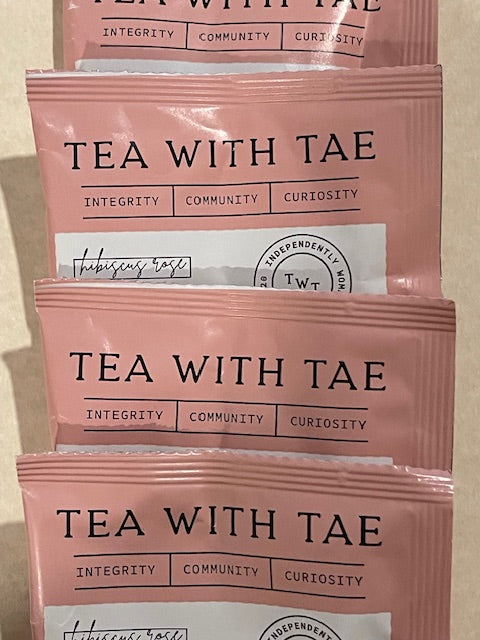 TEA WITH TAE
INTEGRITY COMMUNITY CURIOSITY
TEA WITH TAE
INTEGRITY COMMUNITY CURIOSITY
hibiscus rose
INDEPENDENTLY
TWT
TEA WITH TAE
INTEGRITY COMMUNITY CURIOSITY
TEA WITH TAE
INTEGRITY COMMUNITY CURIOSITY
hibiscus rose
INDEPENDENTLY